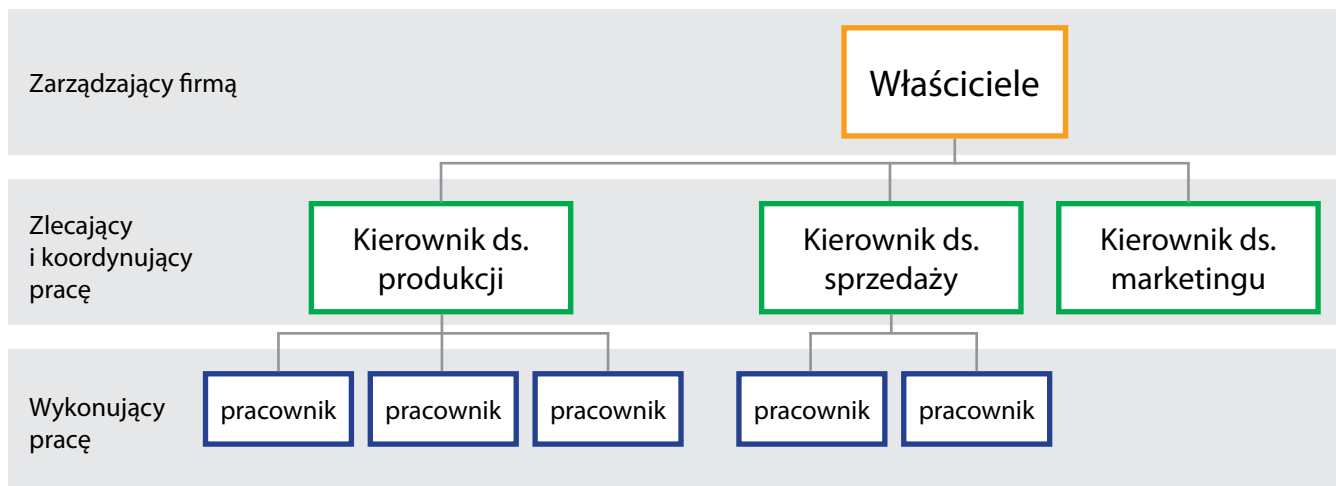 Zarządzający firmą
Właściciele
Zlecający
i koordynujący
pracę
Kierownik ds.
produkcji
Kierownik ds.
sprzedaży
Kierownik ds.
marketingu
Wykonujący
pracę
pracownik
pracownik
pracownik
pracownik
pracownik